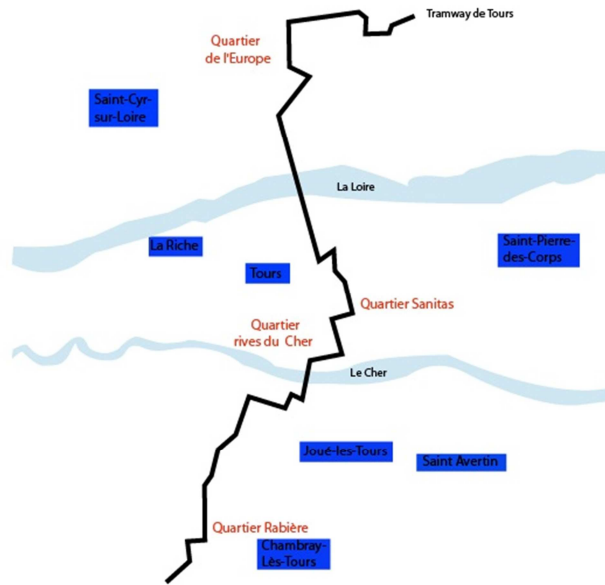 Tramway de Tours
Quartier
de l'Europe
Saint-Cyr-
sur-Loire
La Loire
La Riche
Saint-Pierre-
des-Corps
Tours
Quartier Sanitas
Quartier
rives du Cher
Le Cher
Joué-les-Tours
Saint Avertin
Quartier Rabière
Chambray-
Lès-Tours